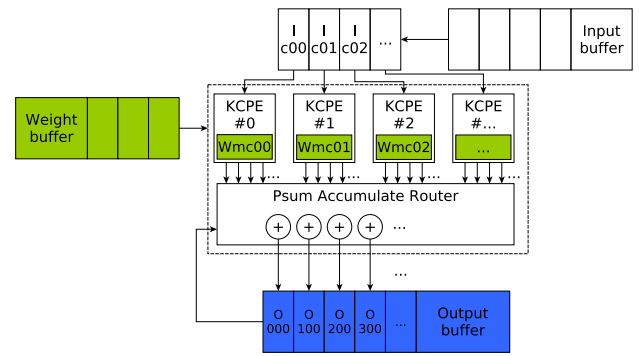 I I I
c00 c01 c02 ...
Input
buffer
Weight
buffer
KCPE KCPE KCPE KCPE
#0 #1 #2 #...
Wmc00 Wmc01 Wmc02 ...
... ... ... ...
Psum Accumulate Router
+ + + + ...
...
O O O O
000 100 200 300 ...
Output
buffer